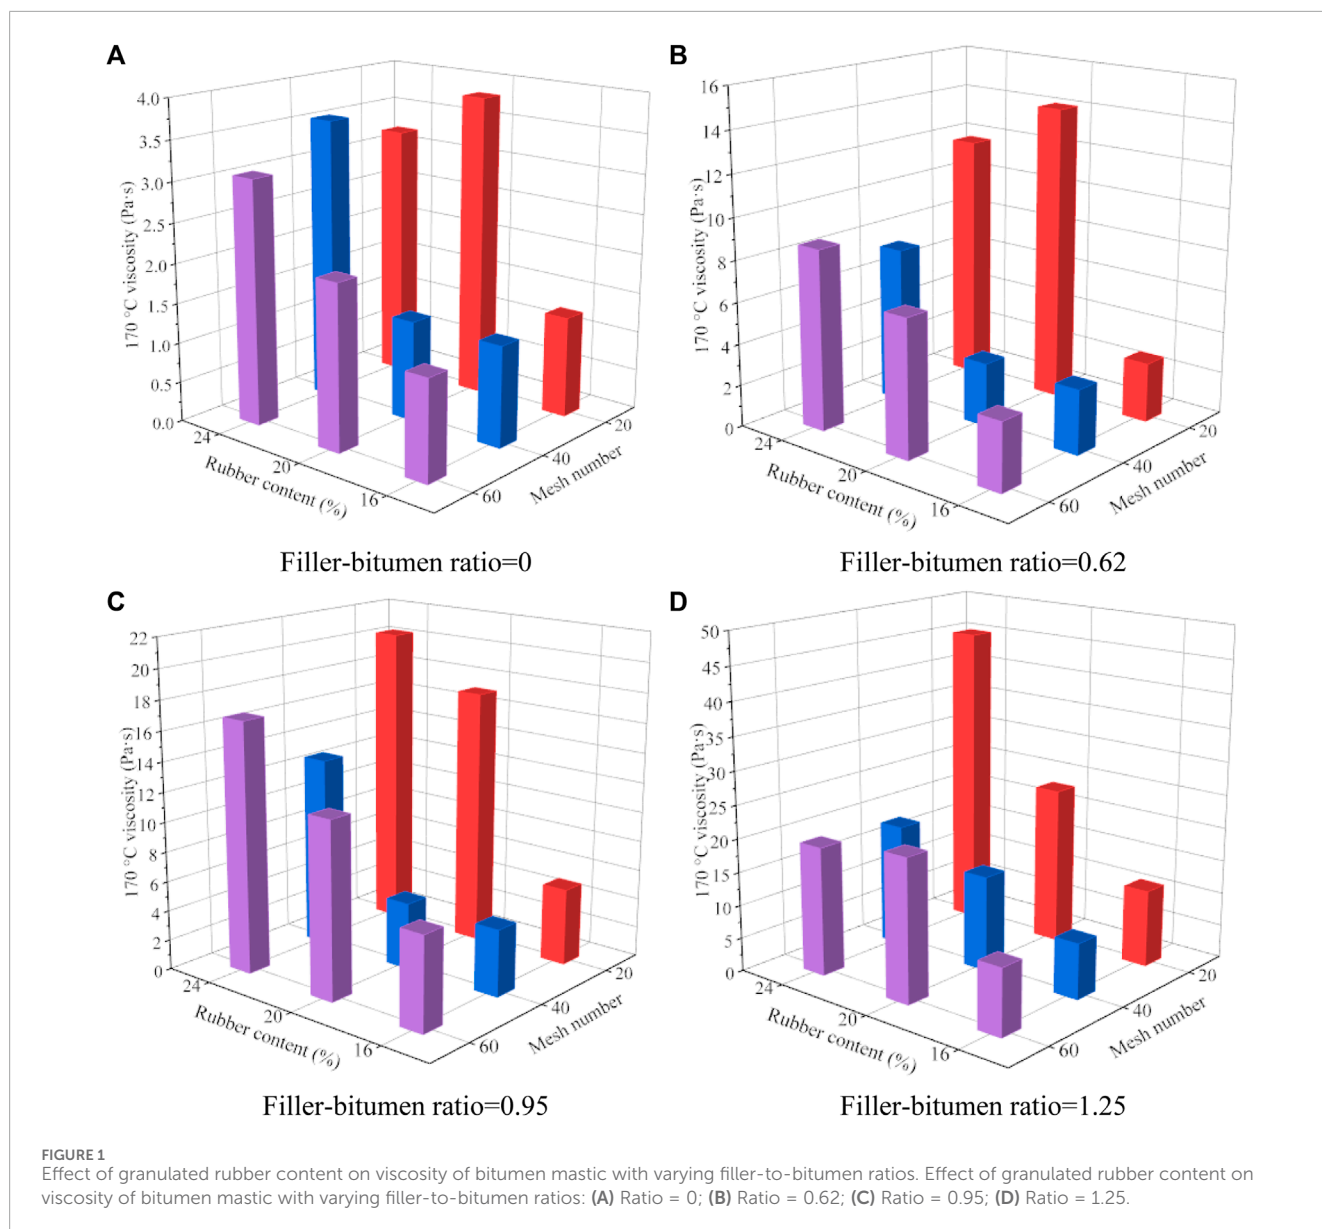 A
4.0
3.5
3.0
2.5
2.0
1.5
1.0
0.5
0.0
170 °C viscosity (Pa·s)
24
20
16
Rubber content (%)
60
40
20
Mesh number
Filler-bitumen ratio=0
B
16
14
12
10
8
6
4
2
0
170 °C viscosity (Pa·s)
24
20
16
Rubber content (%)
60
40
20
Mesh number
Filler-bitumen ratio=0.62
C
22
20
18
16
14
12
10
8
6
4
2
0
170 °C viscosity (Pa·s)
24
20
16
Rubber content (%)
60
40
20
Mesh number
Filler-bitumen ratio=0.95
D
50
45
40
35
30
25
20
15
10
5
0
170 °C viscosity (Pa·s)
24
20
16
Rubber content (%)
60
40
20
Mesh number
Filler-bitumen ratio=1.25
FIGURE 1
Effect of granulated rubber content on viscosity of bitumen mastic with varying filler-to-bitumen ratios. Effect of granulated rubber content on
viscosity of bitumen mastic with varying filler-to-bitumen ratios: (A) Ratio = 0; (B) Ratio = 0.62; (C) Ratio = 0.95; (D) Ratio = 1.25.